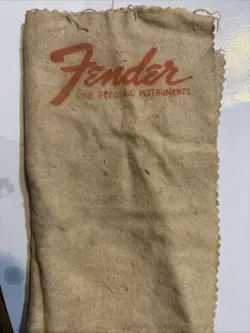 Fender
FINE ELECTRIC INSTRUMENTS